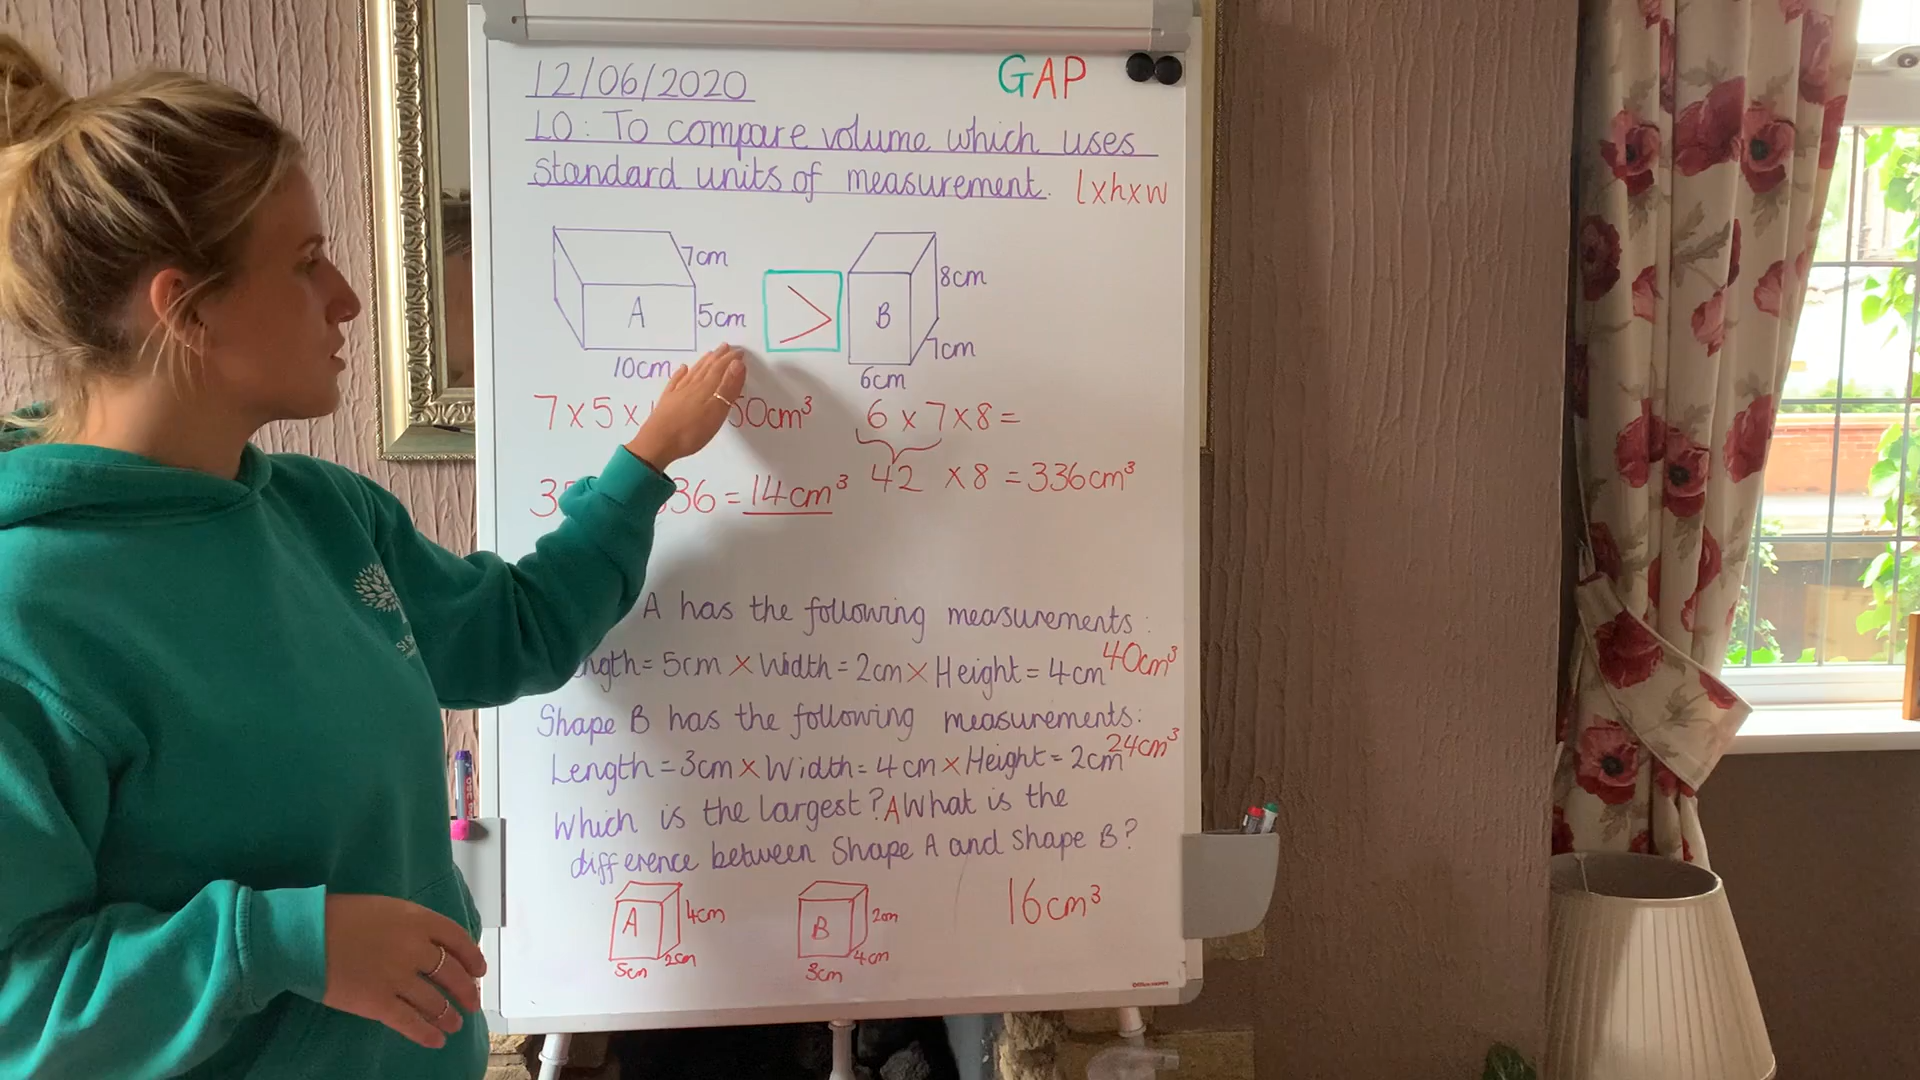 12/06/2020 GAP
LO: To compare volume which uses
standard units of measurement. l x h x w
7cm
8cm
A 5cm > B
7cm
10cm 6cm
7 x 5 x 50cm³ 6 x 7 x 8 =
42 x 8 = 336cm³
36 = 14cm³
A has the following measurements:
= 5cm x Width = 2cm x Height = 4cm 40cm³
Shape B has the following measurements:
Length = 3cm x Width = 4cm x Height = 2cm 24cm³
Which is the largest? A What is the
difference between Shape A and Shape B?
A 4cm B 2cm 16cm³
5cm 2cm 3cm 4cm